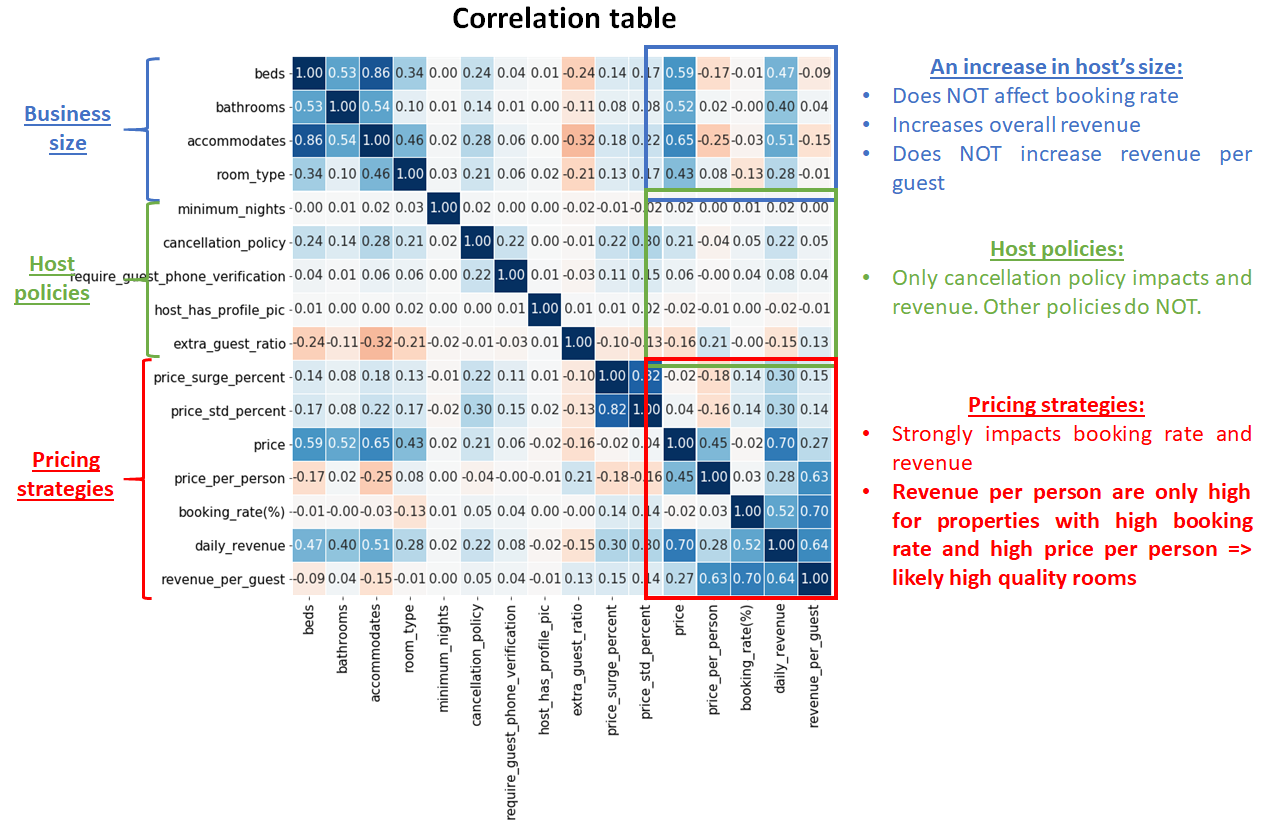 Correlation table
Business
size
Host
policies
Pricing
strategies
beds 1.00 0.53 0.86 0.34 0.00 0.24 0.04 0.01 -0.24 0.14 0.17 0.59 -0.17 -0.01 0.47 -0.09
bathrooms 0.53 1.00 0.54 0.10 0.01 0.14 0.01 0.00 -0.11 0.08 0.08 0.52 0.02 -0.00 0.40 0.04
accommodates 0.86 0.54 1.00 0.46 0.02 0.28 0.06 0.00 -0.32 0.18 0.22 0.65 -0.25 -0.03 0.51 -0.15
room_type 0.34 0.10 0.46 1.00 0.03 0.21 0.06 0.02 -0.21 0.13 0.17 0.43 0.08 -0.13 0.28 -0.01
minimum_nights 0.00 0.01 0.02 0.03 1.00 0.02 0.00 0.00 -0.02 -0.01 -0.02 0.02 0.00 0.01 0.02 0.00
cancellation_policy 0.24 0.14 0.28 0.21 0.02 1.00 0.22 0.00 -0.01 0.22 0.30 0.21 -0.04 0.05 0.22 0.05
require_guest_phone_verification 0.04 0.01 0.06 0.06 0.00 0.22 1.00 0.01 -0.03 0.11 0.15 0.06 -0.00 0.04 0.08 0.04
host_has_profile_pic 0.01 0.00 0.00 0.02 0.00 0.00 0.01 1.00 0.01 0.01 0.02 -0.02 -0.01 0.00 -0.02 -0.01
extra_guest_ratio -0.24 -0.11 -0.32 -0.21 -0.02 -0.01 -0.03 0.01 1.00 -0.10 -0.13 -0.16 0.21 -0.00 -0.15 0.13
price_surge_percent 0.14 0.08 0.18 0.13 -0.01 0.22 0.11 0.01 -0.10 1.00 0.82 -0.02 -0.18 0.14 0.30 0.15
price_std_percent 0.17 0.08 0.22 0.17 -0.02 0.30 0.15 0.02 -0.13 0.82 1.00 0.04 -0.16 0.14 0.30 0.14
price 0.59 0.52 0.65 0.43 0.02 0.21 0.06 -0.02 -0.16 -0.02 0.04 1.00 0.45 -0.02 0.70 0.27
price_per_person -0.17 0.02 -0.25 0.08 0.00 -0.04 -0.00 -0.01 0.21 -0.18 -0.16 0.45 1.00 0.03 0.28 0.63
booking_rate(%) -0.01 -0.00 -0.03 -0.13 0.01 0.05 0.04 0.00 -0.00 0.14 0.14 -0.02 0.03 1.00 0.52 0.70
daily_revenue 0.47 0.40 0.51 0.28 0.02 0.22 0.08 -0.02 -0.15 0.30 0.30 0.70 0.28 0.52 1.00 0.64
revenue_per_guest -0.09 0.04 -0.15 -0.01 0.00 0.05 0.04 -0.01 0.13 0.15 0.14 0.27 0.63 0.70 0.64 1.00
beds
bathrooms
accommodates
room_type
minimum_nights
cancellation_policy
require_guest_phone_verification
host_has_profile_pic
extra_guest_ratio
price_surge_percent
price_std_percent
price
price_per_person
booking_rate(%)
daily_revenue
revenue_per_guest
An increase in host's size:
• Does NOT affect booking rate
• Increases overall revenue
• Does NOT increase revenue per
guest
Host policies:
• Only cancellation policy impacts and
revenue. Other policies do NOT.
Pricing strategies:
• Strongly impacts booking rate and
revenue
• Revenue per person are only high
for properties with high booking
rate and high price per person =>
likely high quality rooms